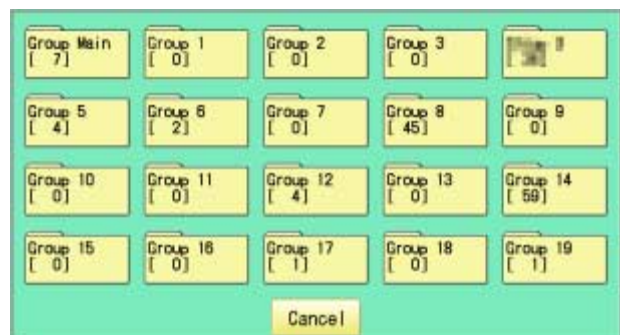 Group Main
[ 7]
Group 1
[ 0]
Group 2
[ 0]
Group 3
[ 0]
Group 5
[ 4]
Group 6
[ 2]
Group 7
[ 0]
Group 8
[ 45]
Group 9
[ 0]
Group 10
[ 0]
Group 11
[ 0]
Group 12
[ 4]
Group 13
[ 0]
Group 14
[ 59]
Group 15
[ 0]
Group 16
[ 0]
Group 17
[ 1]
Group 18
[ 0]
Group 19
[ 1]
Cancel